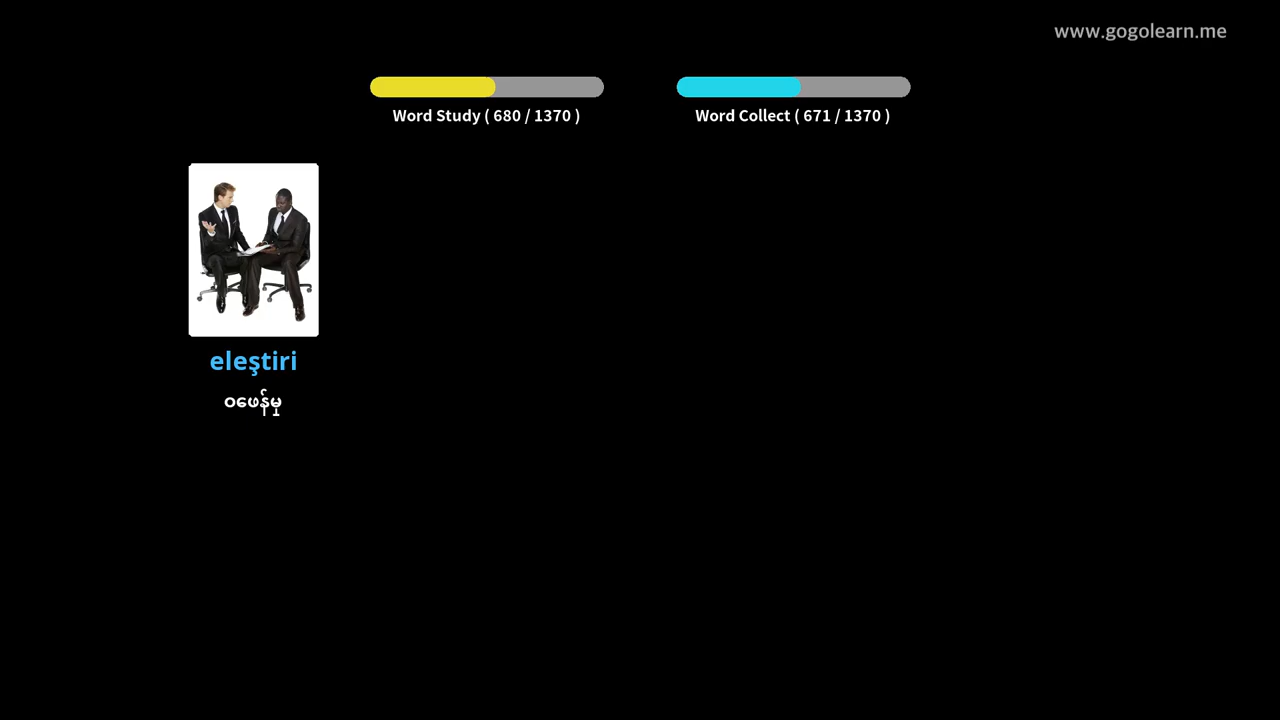 www.gogolearn.me
Word Study ( 680 / 1370 )
Word Collect ( 671 / 1370 )
eleştiri
ဝဖေန်မှု